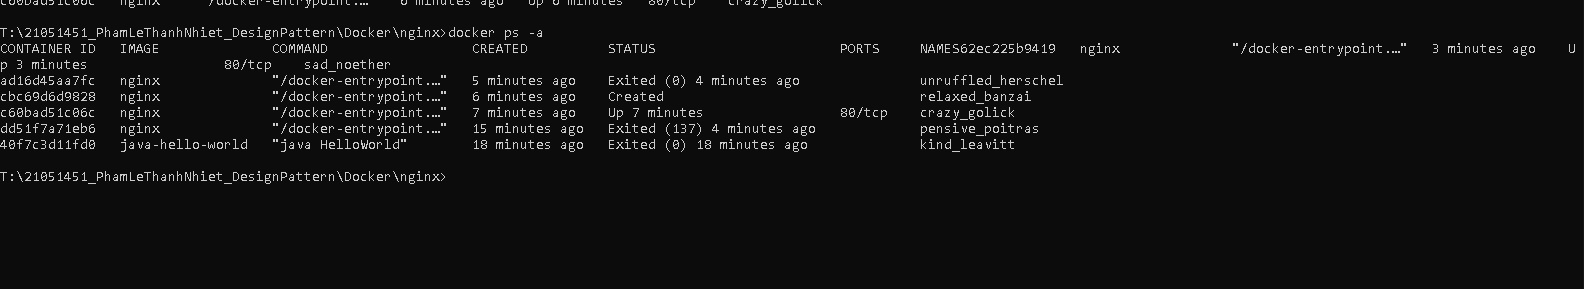 c60bad51c06c nginx "/docker-entrypoint.…" 6 minutes ago Up 6 minutes 80/tcp crazy_golick
T:\21051451_PhamLeThanhNhiet_DesignPattern\Docker\nginx>docker ps -a
CONTAINER ID IMAGE COMMAND CREATED STATUS PORTS NAMES62ec225b9419 nginx "/docker-entrypoint.…" 3 minutes ago U
p 3 minutes 80/tcp sad_noether
ad16d45aa7fc nginx "/docker-entrypoint.…" 5 minutes ago Exited (0) 4 minutes ago unruffled_herschel
cbc69d6d9828 nginx "/docker-entrypoint.…" 6 minutes ago Created relaxed_banzai
c60bad51c06c nginx "/docker-entrypoint.…" 7 minutes ago Up 7 minutes 80/tcp crazy_golick
dd51f7a71eb6 nginx "/docker-entrypoint.…" 15 minutes ago Exited (137) 4 minutes ago pensive_poitras
40f7c3d11fd0 java-hello-world "java HelloWorld" 18 minutes ago Exited (0) 18 minutes ago kind_leavitt
T:\21051451_PhamLeThanhNhiet_DesignPattern\Docker\nginx>